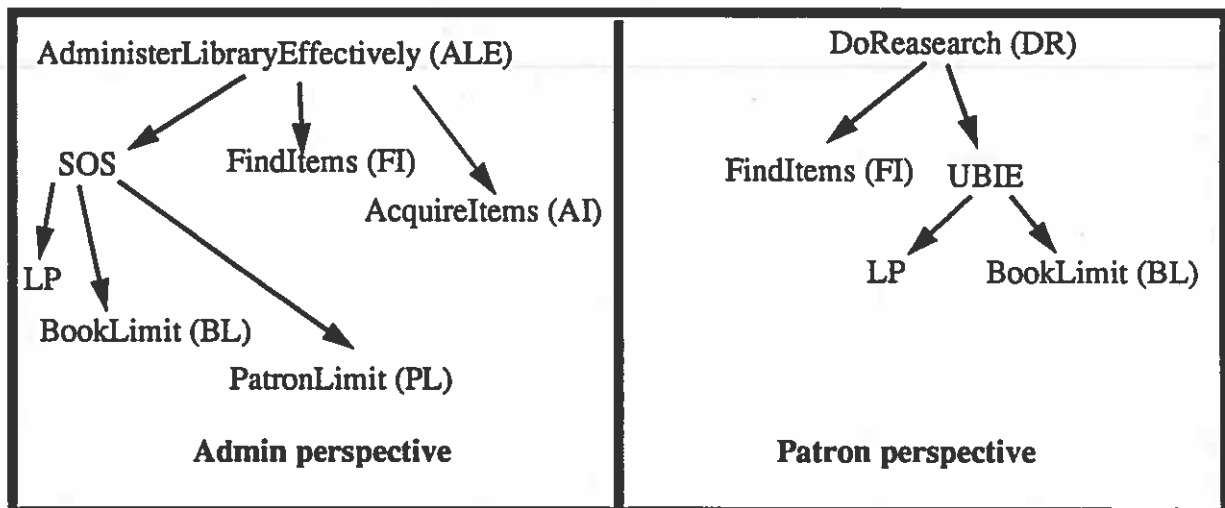 AdministerLibraryEffectively (ALE)
SOS
FindItems (FI)
AcquireItems (AI)
LP
BookLimit (BL)
PatronLimit (PL)
Admin perspective
DoReasearch (DR)
FindItems (FI)
UBIE
LP
BookLimit (BL)
Patron perspective